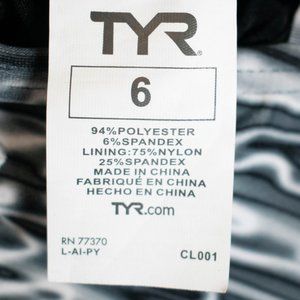 TYR
6
94%POLYESTER
6%SPANDEX
LINING:75%NYLON
25%SPANDEX
MADE IN CHINA
FABRIQUÉ EN CHINA
HECHO EN CHINA
TYR.com
RN 77370
L-AI-PY CL001